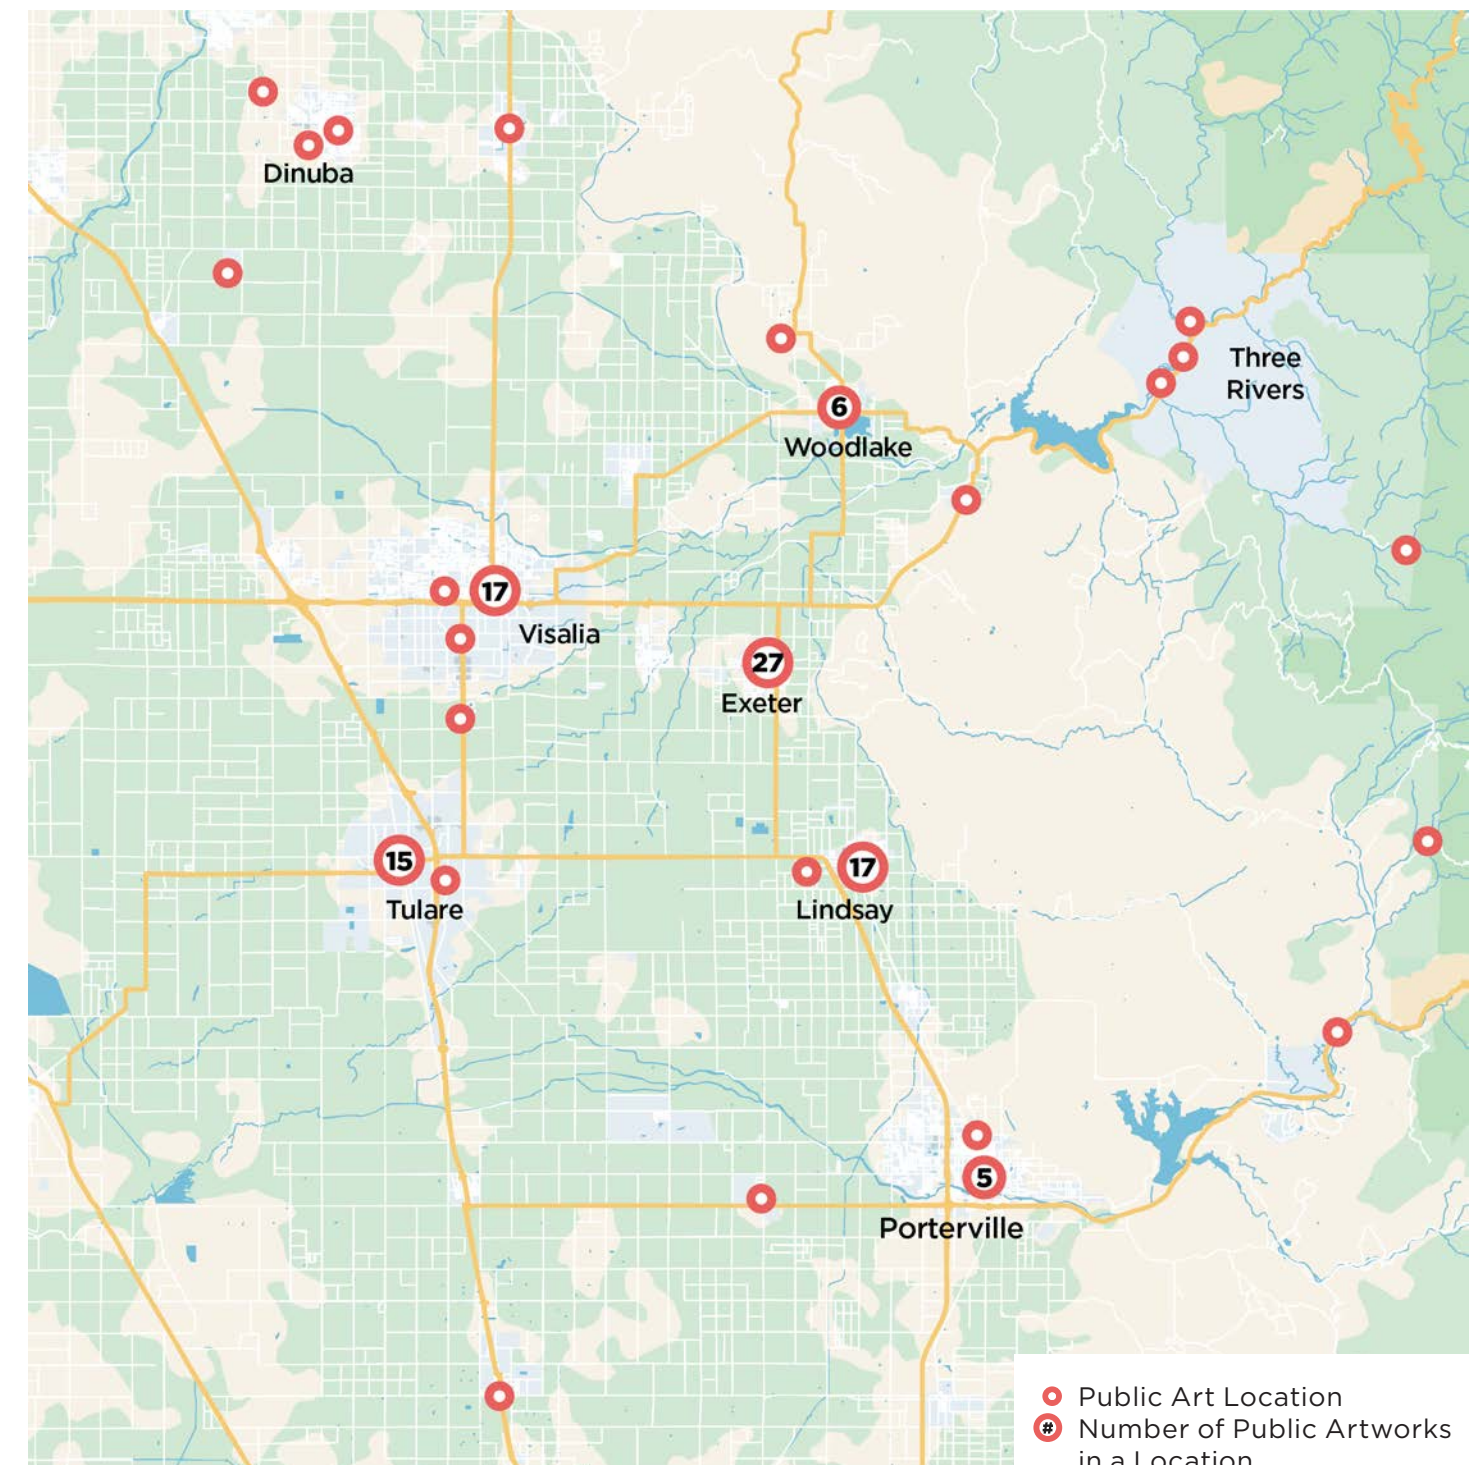 Dinuba
Three
Rivers
6
Woodlake
17
Visalia
27
Exeter
15
17
Tulare
Lindsay
5
Porterville
Public Art Location
# Number of Public Artworks
in a Location